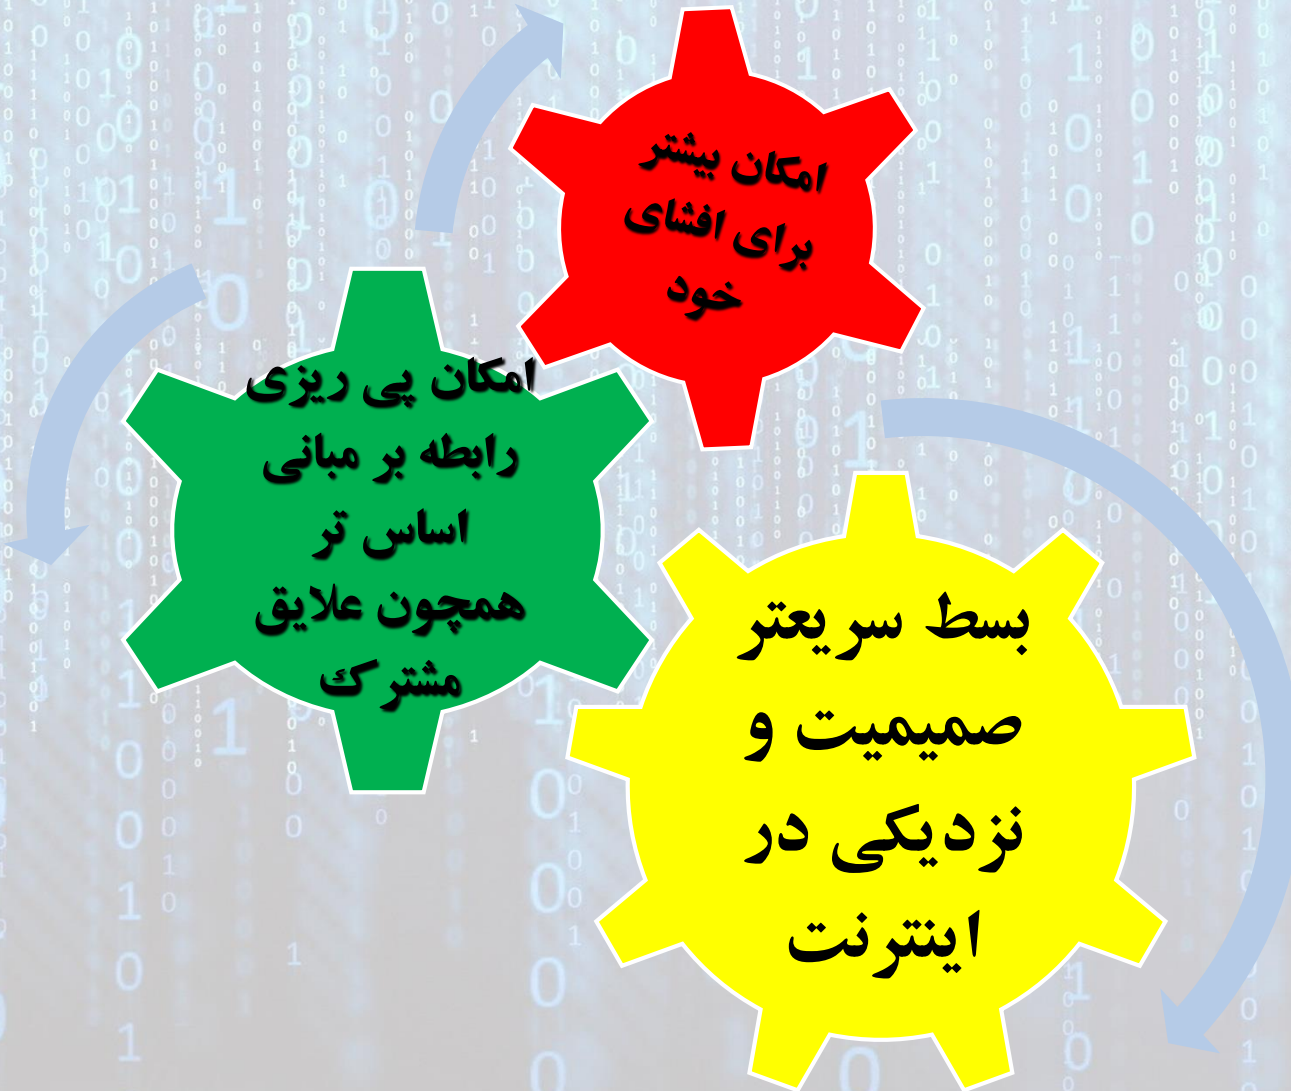 امکان بیشتر
برای افشای
خود
امکان پی ریزی
رابطه بر مبانی
اساس تر
همچون علایق
مشترک
بسط سریعتر
صمیمیت و
نزدیکی در
اینترنت